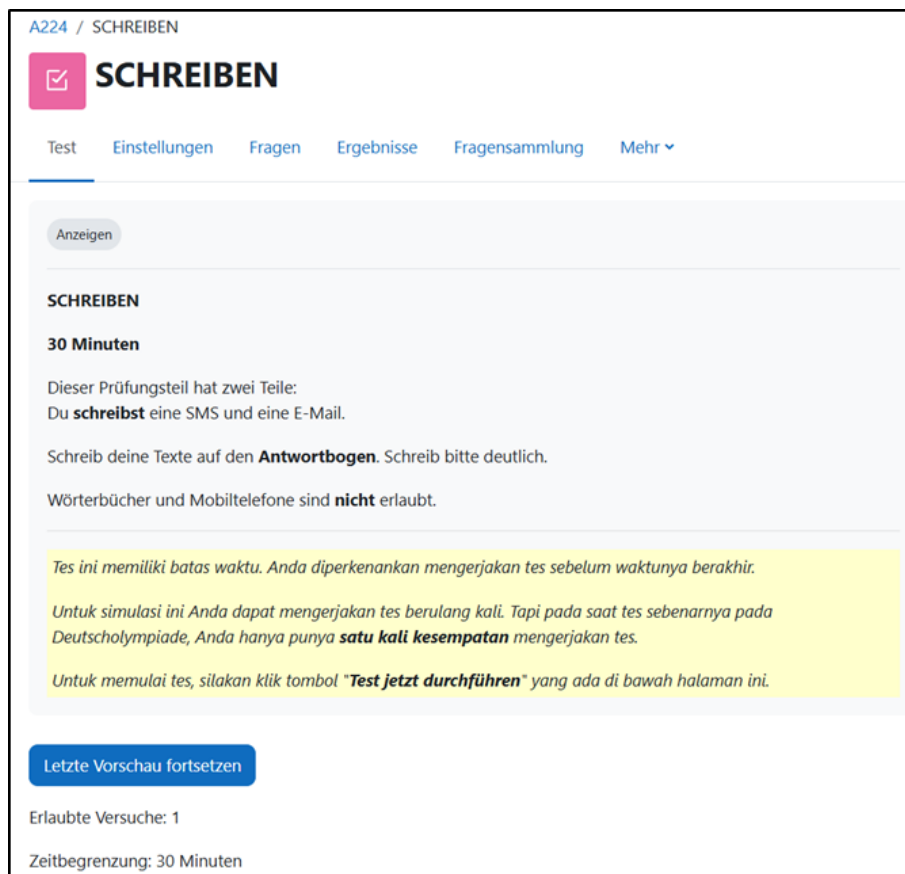 A224 / SCHREIBEN
SCHREIBEN
Test Einstellungen Fragen Ergebnisse Fragensammlung Mehr
Anzeigen
SCHREIBEN
30 Minuten
Dieser Prüfungsteil hat zwei Teile:
Du schreibst eine SMS und eine E-Mail.
Schreib deine Texte auf den Antwortbogen. Schreib bitte deutlich.
Wörterbücher und Mobiltelefone sind nicht erlaubt.
Tes ini memiliki batas waktu. Anda diperkenankan mengerjakan tes sebelum waktunya berakhir.
Untuk simulasi ini Anda dapat mengerjakan tes berulang kali. Tapi pada saat tes sebenarnya pada
Deutscholympiade, Anda hanya punya satu kali kesempatan mengerjakan tes.
Untuk memulai tes, silakan klik tombol "Test jetzt durchführen" yang ada di bawah halaman ini.
Letzte Vorschau fortsetzen
Erlaubte Versuche: 1
Zeitbegrenzung: 30 Minuten